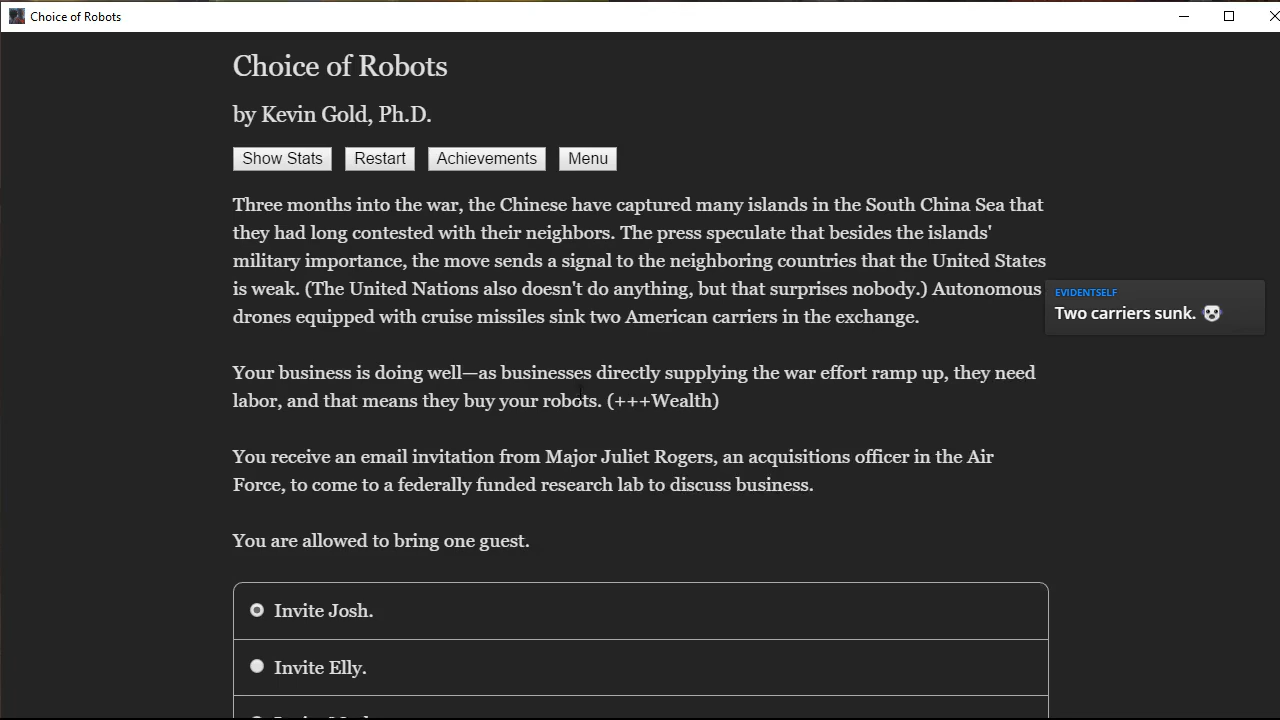 Choice of Robots
Choice of Robots
by Kevin Gold, Ph.D.
Show Stats Restart Achievements Menu
Three months into the war, the Chinese have captured many islands in the South China Sea that
they had long contested with their neighbors. The press speculate that besides the islands'
military importance, the move sends a signal to the neighboring countries that the United States
is weak. (The United Nations also doesn't do anything, but that surprises nobody.) Autonomous
drones equipped with cruise missiles sink two American carriers in the exchange.
EVIDENTSELF
Two carriers sunk.
Your business is doing well—as businesses directly supplying the war effort ramp up, they need
labor, and that means they buy your robots. (+++Wealth)
You receive an email invitation from Major Juliet Rogers, an acquisitions officer in the Air
Force, to come to a federally funded research lab to discuss business.
You are allowed to bring one guest.
Invite Josh.
Invite Elly.